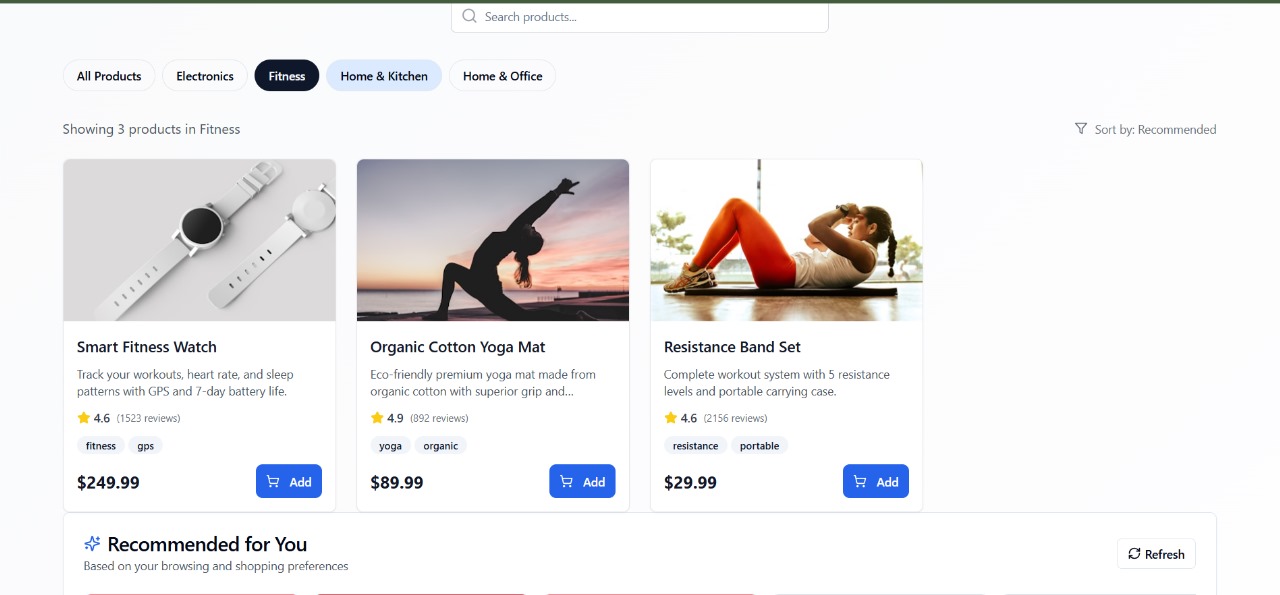 Search products...
All Products
Electronics
Fitness
Home & Kitchen
Home & Office
Showing 3 products in Fitness
Sort by: Recommended
Smart Fitness Watch
Track your workouts, heart rate, and sleep
patterns with GPS and 7-day battery life.
4.6 (1523 reviews)
fitness gps
$249.99
Add
Organic Cotton Yoga Mat
Eco-friendly premium yoga mat made from
organic cotton with superior grip and...
4.9 (892 reviews)
yoga organic
$89.99
Add
Resistance Band Set
Complete workout system with 5 resistance
levels and portable carrying case.
4.6 (2156 reviews)
resistance portable
$29.99
Add
Recommended for You
Based on your browsing and shopping preferences
Refresh